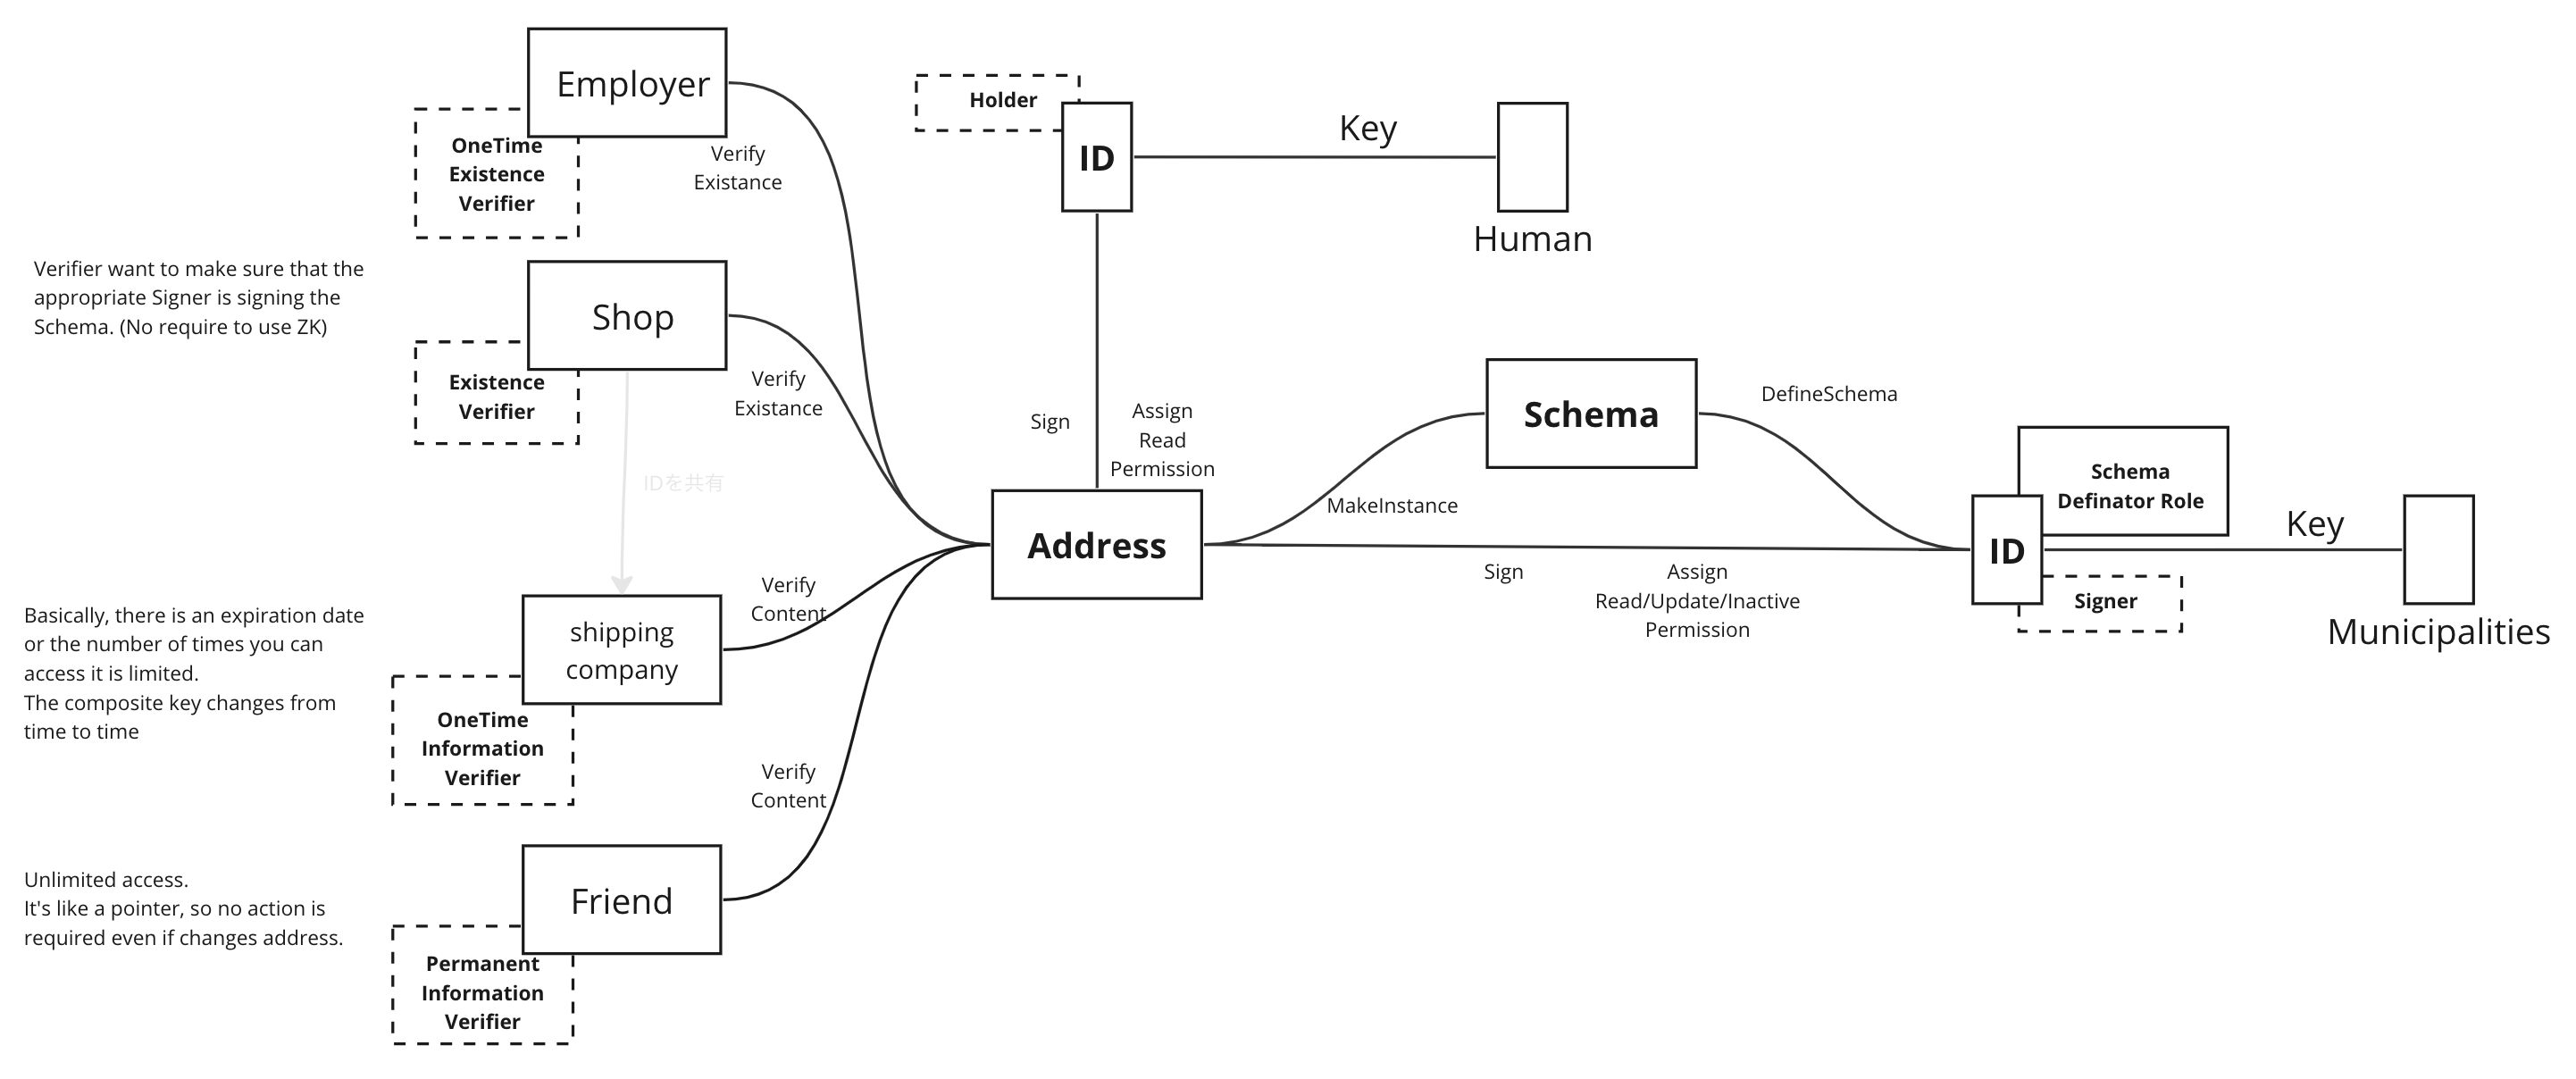 Employer
OneTime
Existence
Verifier
Verify
Existance
Holder
ID
Key
Human
Verifier want to make sure that the
appropriate Signer is signing the
Schema. (No require to use ZK)
Shop
Existence
Verifier
Verify
Existance
IDを共有
Sign
Assign
Read
Permission
Schema
DefineSchema
MakeInstance
Address
Schema
Definator Role
ID
Key
Signer
Municipalities
Sign
Assign
Read/Update/Inactive
Permission
Basically, there is an expiration date
or the number of times you can
access it is limited.
The composite key changes from
time to time
shipping
company
Verify
Content
OneTime
Information
Verifier
Verify
Content
Unlimited access.
It's like a pointer, so no action is
required even if changes address.
Friend
Permanent
Information
Verifier